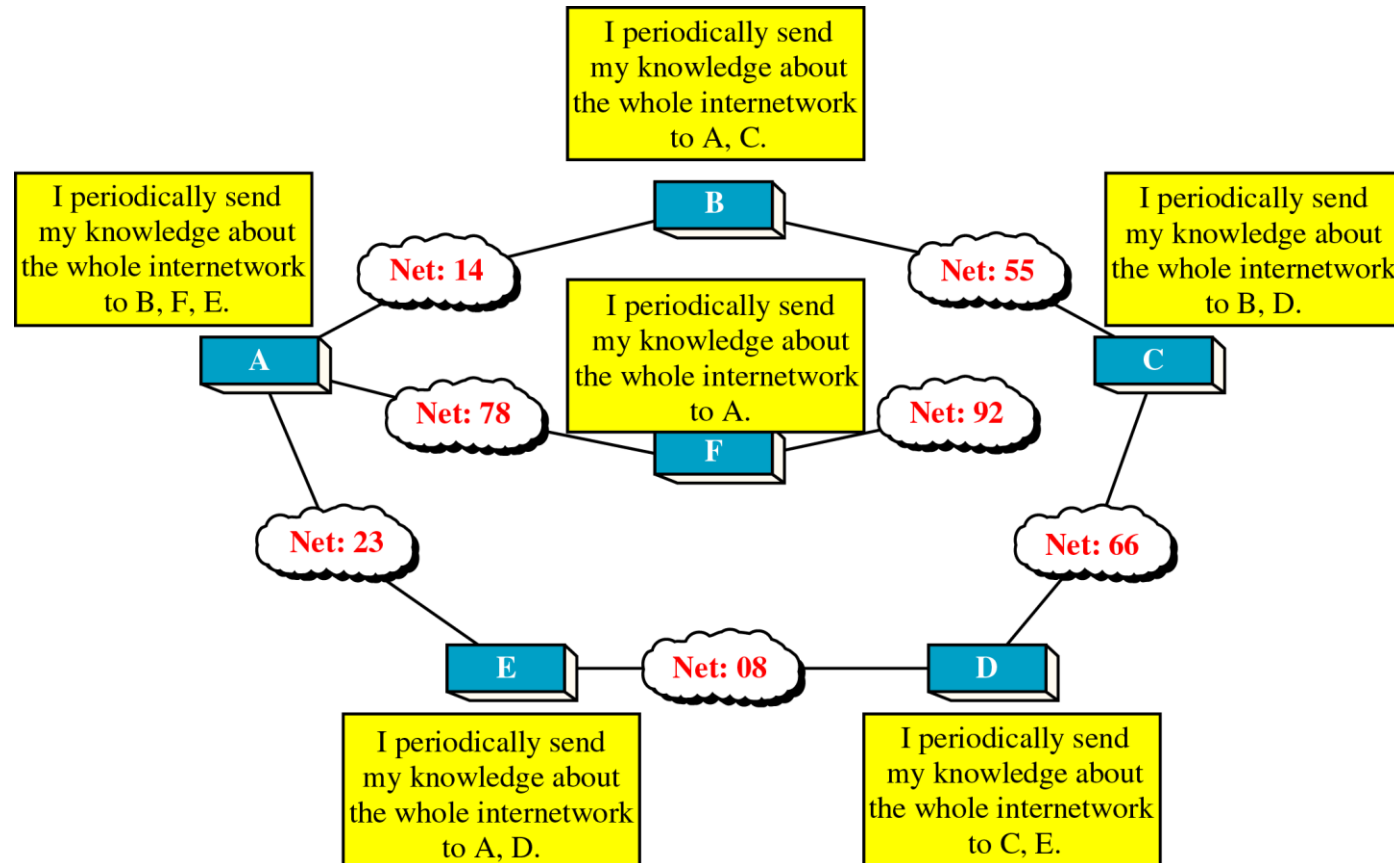 I periodically send
my knowledge about
the whole internetwork
to A, C.
I periodically send
my knowledge about
the whole internetwork
to B, F, E.
B
I periodically send
my knowledge about
the whole internetwork
to B, D.
Net: 14
Net: 55
I periodically send
my knowledge about
the whole internetwork
to A.
A
C
Net: 78
Net: 92
F
Net: 23
Net: 66
E
Net: 08
D
I periodically send
my knowledge about
the whole internetwork
to A, D.
I periodically send
my knowledge about
the whole internetwork
to C, E.